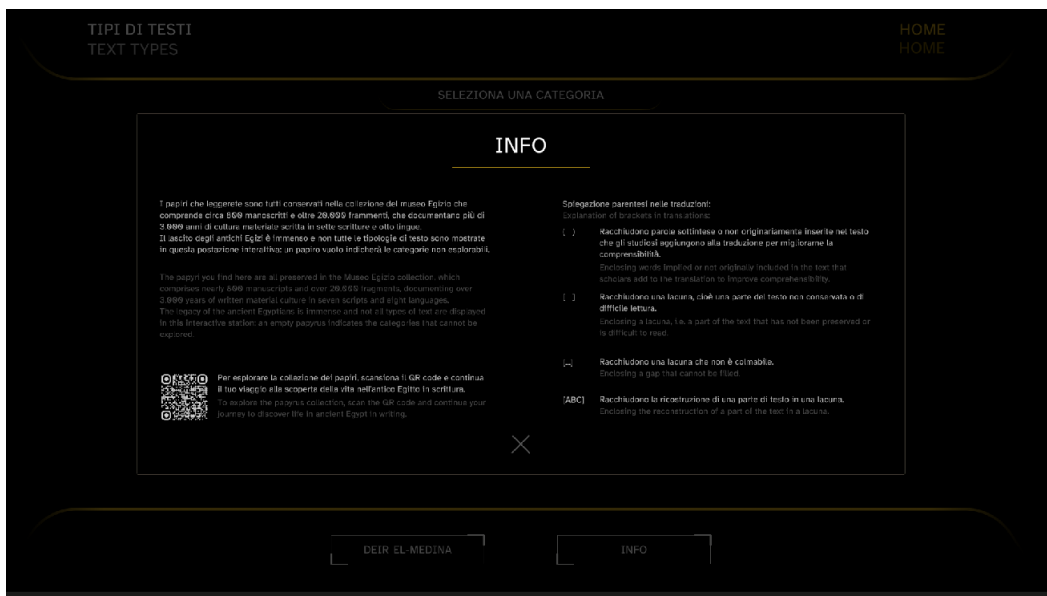 TIPI DI TESTI
TEXT TYPES
HOME
HOME
SELEZIONA UNA CATEGORIA
INFO
I papiri che leggerete sono tutti conservati nella collezione del museo Egizio che
comprende circa 800 manoscritti e oltre 20.000 frammenti, che documentano più di
3.000 anni di cultura materiale scritta in sette scritture e otto lingue.
Il lascito degli antichi Egizi è immenso e non tutte le tipologie di testo sono mostrate
in questa postazione interattiva: un papiro vuoto indicherà le categorie non esplorabili.
The papyri you find here are all preserved in the Museo Egizio collection, which
comprises nearly 800 manuscripts and over 20.000 fragments, documenting over
3.000 years of written material culture in seven scripts and eight languages.
The legacy of the ancient Egyptians is immense and not all types of text are displayed
in this interactive station: an empty papyrus indicates the categories that cannot be
explored.
Per esplorare la collezione dei papiri, scansiona il QR code e continua
il tuo viaggio alla scoperta della vita nell'antico Egitto in scrittura.
To explore the papyrus collection, scan the QR code and continue your
journey to discover life in ancient Egypt in writing.
Spiegazione parentesi nelle traduzioni:
Explanation of brackets in translations:
( ) Racchiudono parole sottintese o non originariamente inserite nel testo
che gli studiosi aggiungono alla traduzione per migliorarne la
comprensibilità.
Enclosing words implied or not originally included in the text that
scholars add to the translation to improve comprehensibility.
[ ] Racchiudono una lacuna, cioè una parte del testo non conservata o di
difficile lettura.
Enclosing a lacuna, i.e. a part of the text that has not been preserved or
is difficult to read.
[…] Racchiudono una lacuna che non è colmabile.
Enclosing a gap that cannot be filled.
[ABC] Racchiudono la ricostruzione di una parte di testo in una lacuna.
Enclosing the reconstruction of a part of the text in a lacuna.
DEIR EL-MEDINA
INFO